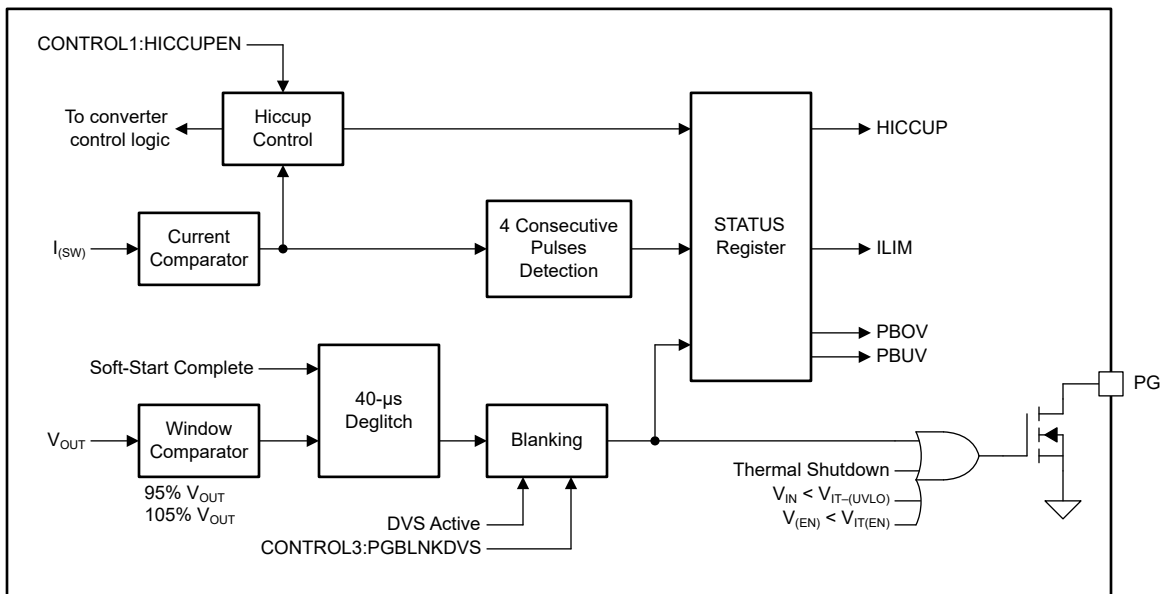 CONTROL1:HICCUPEN
To converter
control logic
Hiccup
Control
HICCUP
I(SW)
Current
Comparator
4 Consecutive
Pulses
Detection
STATUS
Register
ILIM
PBOV
PBUV
Soft-Start Complete
40-µs
Deglitch
PG
VOUT
Window
Comparator
Blanking
95% VOUT
105% VOUT
Thermal Shutdown
VIN < VIT–(UVLO)
V(EN) < VIT(EN)
DVS Active
CONTROL3:PGBLNKDVS